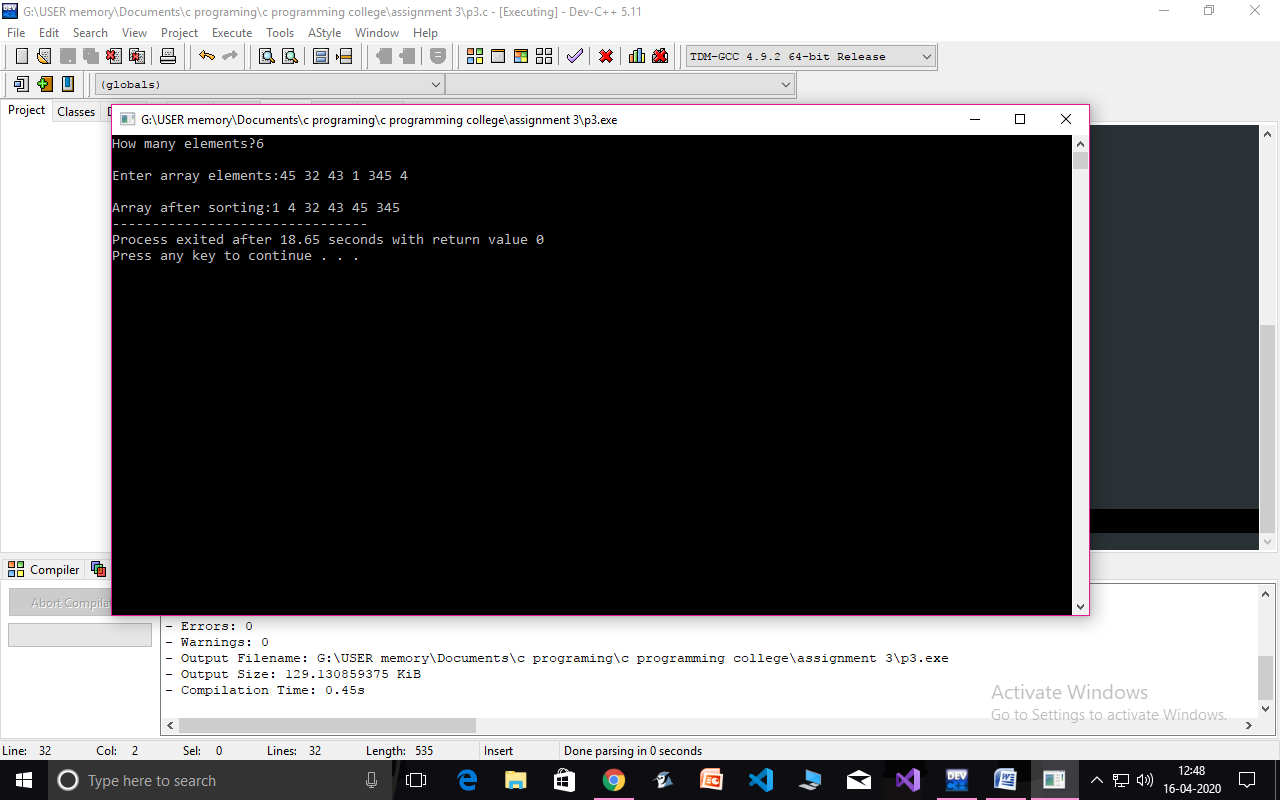 G:\USER memory\Documents\c programing\c programming college\assignment 3\p3.c - [Executing] - Dev-C++ 5.11
File Edit Search View Project Execute Tools AStyle Window Help
TDM-GCC 4.9.2 64-bit Release
(globals)
Project Classes
G:\USER memory\Documents\c programing\c programming college\assignment 3\p3.exe
How many elements?6
Enter array elements:45 32 43 1 345 4
Array after sorting:1 4 32 43 45 345
--------------------------------
Process exited after 18.65 seconds with return value 0
Press any key to continue . . .
Compiler
Abort Compila
- Errors: 0
- Warnings: 0
- Output Filename: G:\USER memory\Documents\c programing\c programming college\assignment 3\p3.exe
- Output Size: 129.130859375 KiB
- Compilation Time: 0.45s
Activate Windows
Go to Settings to activate Windows.
Line: 32 Col: 2 Sel: 0 Lines: 32 Length: 535 Insert Done parsing in 0 seconds
Type here to search
12:48
16-04-2020